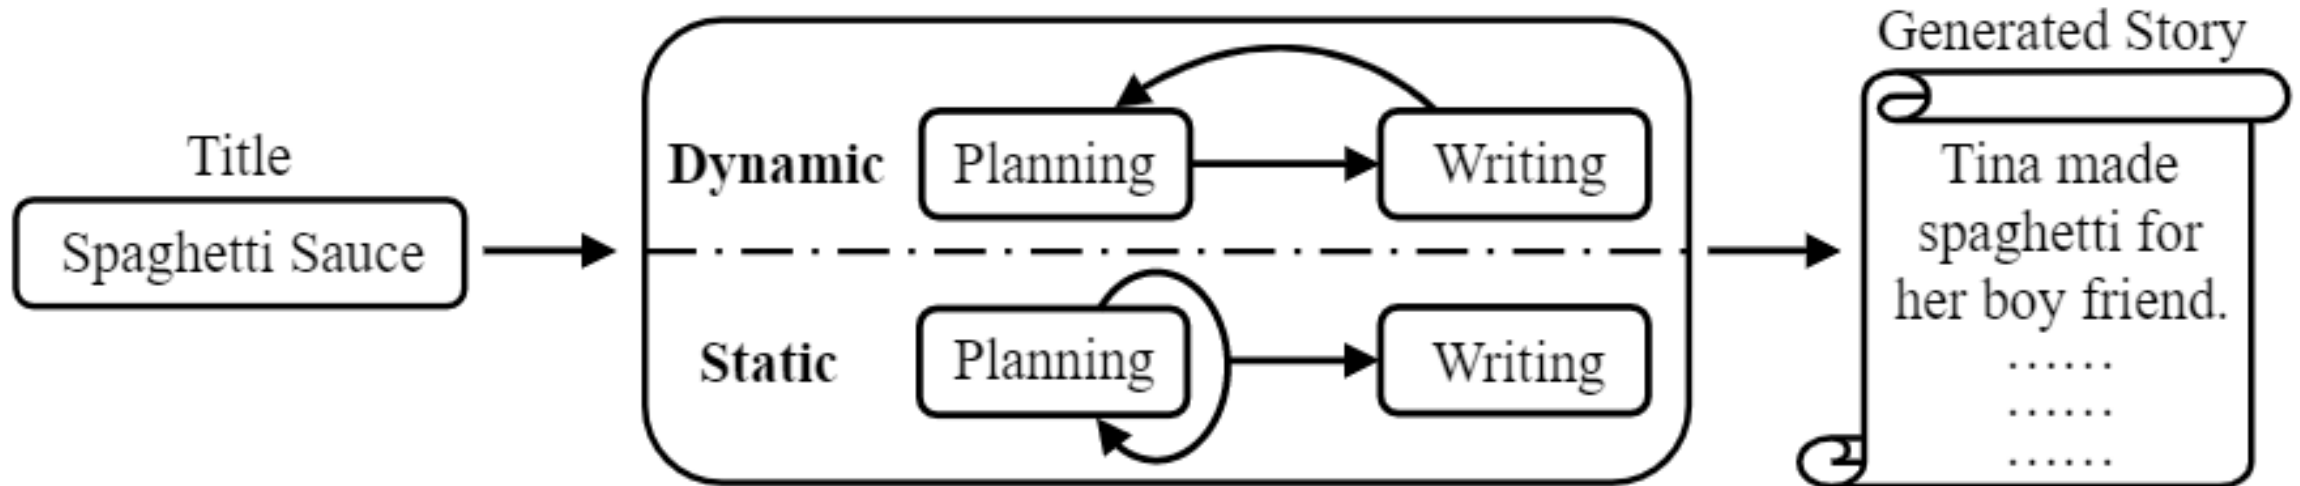 Title
Spaghetti Sauce
Dynamic
Planning
Writing
Static
Planning
Writing
Generated Story
Tina made
spaghetti for
her boy friend.
......
......
......